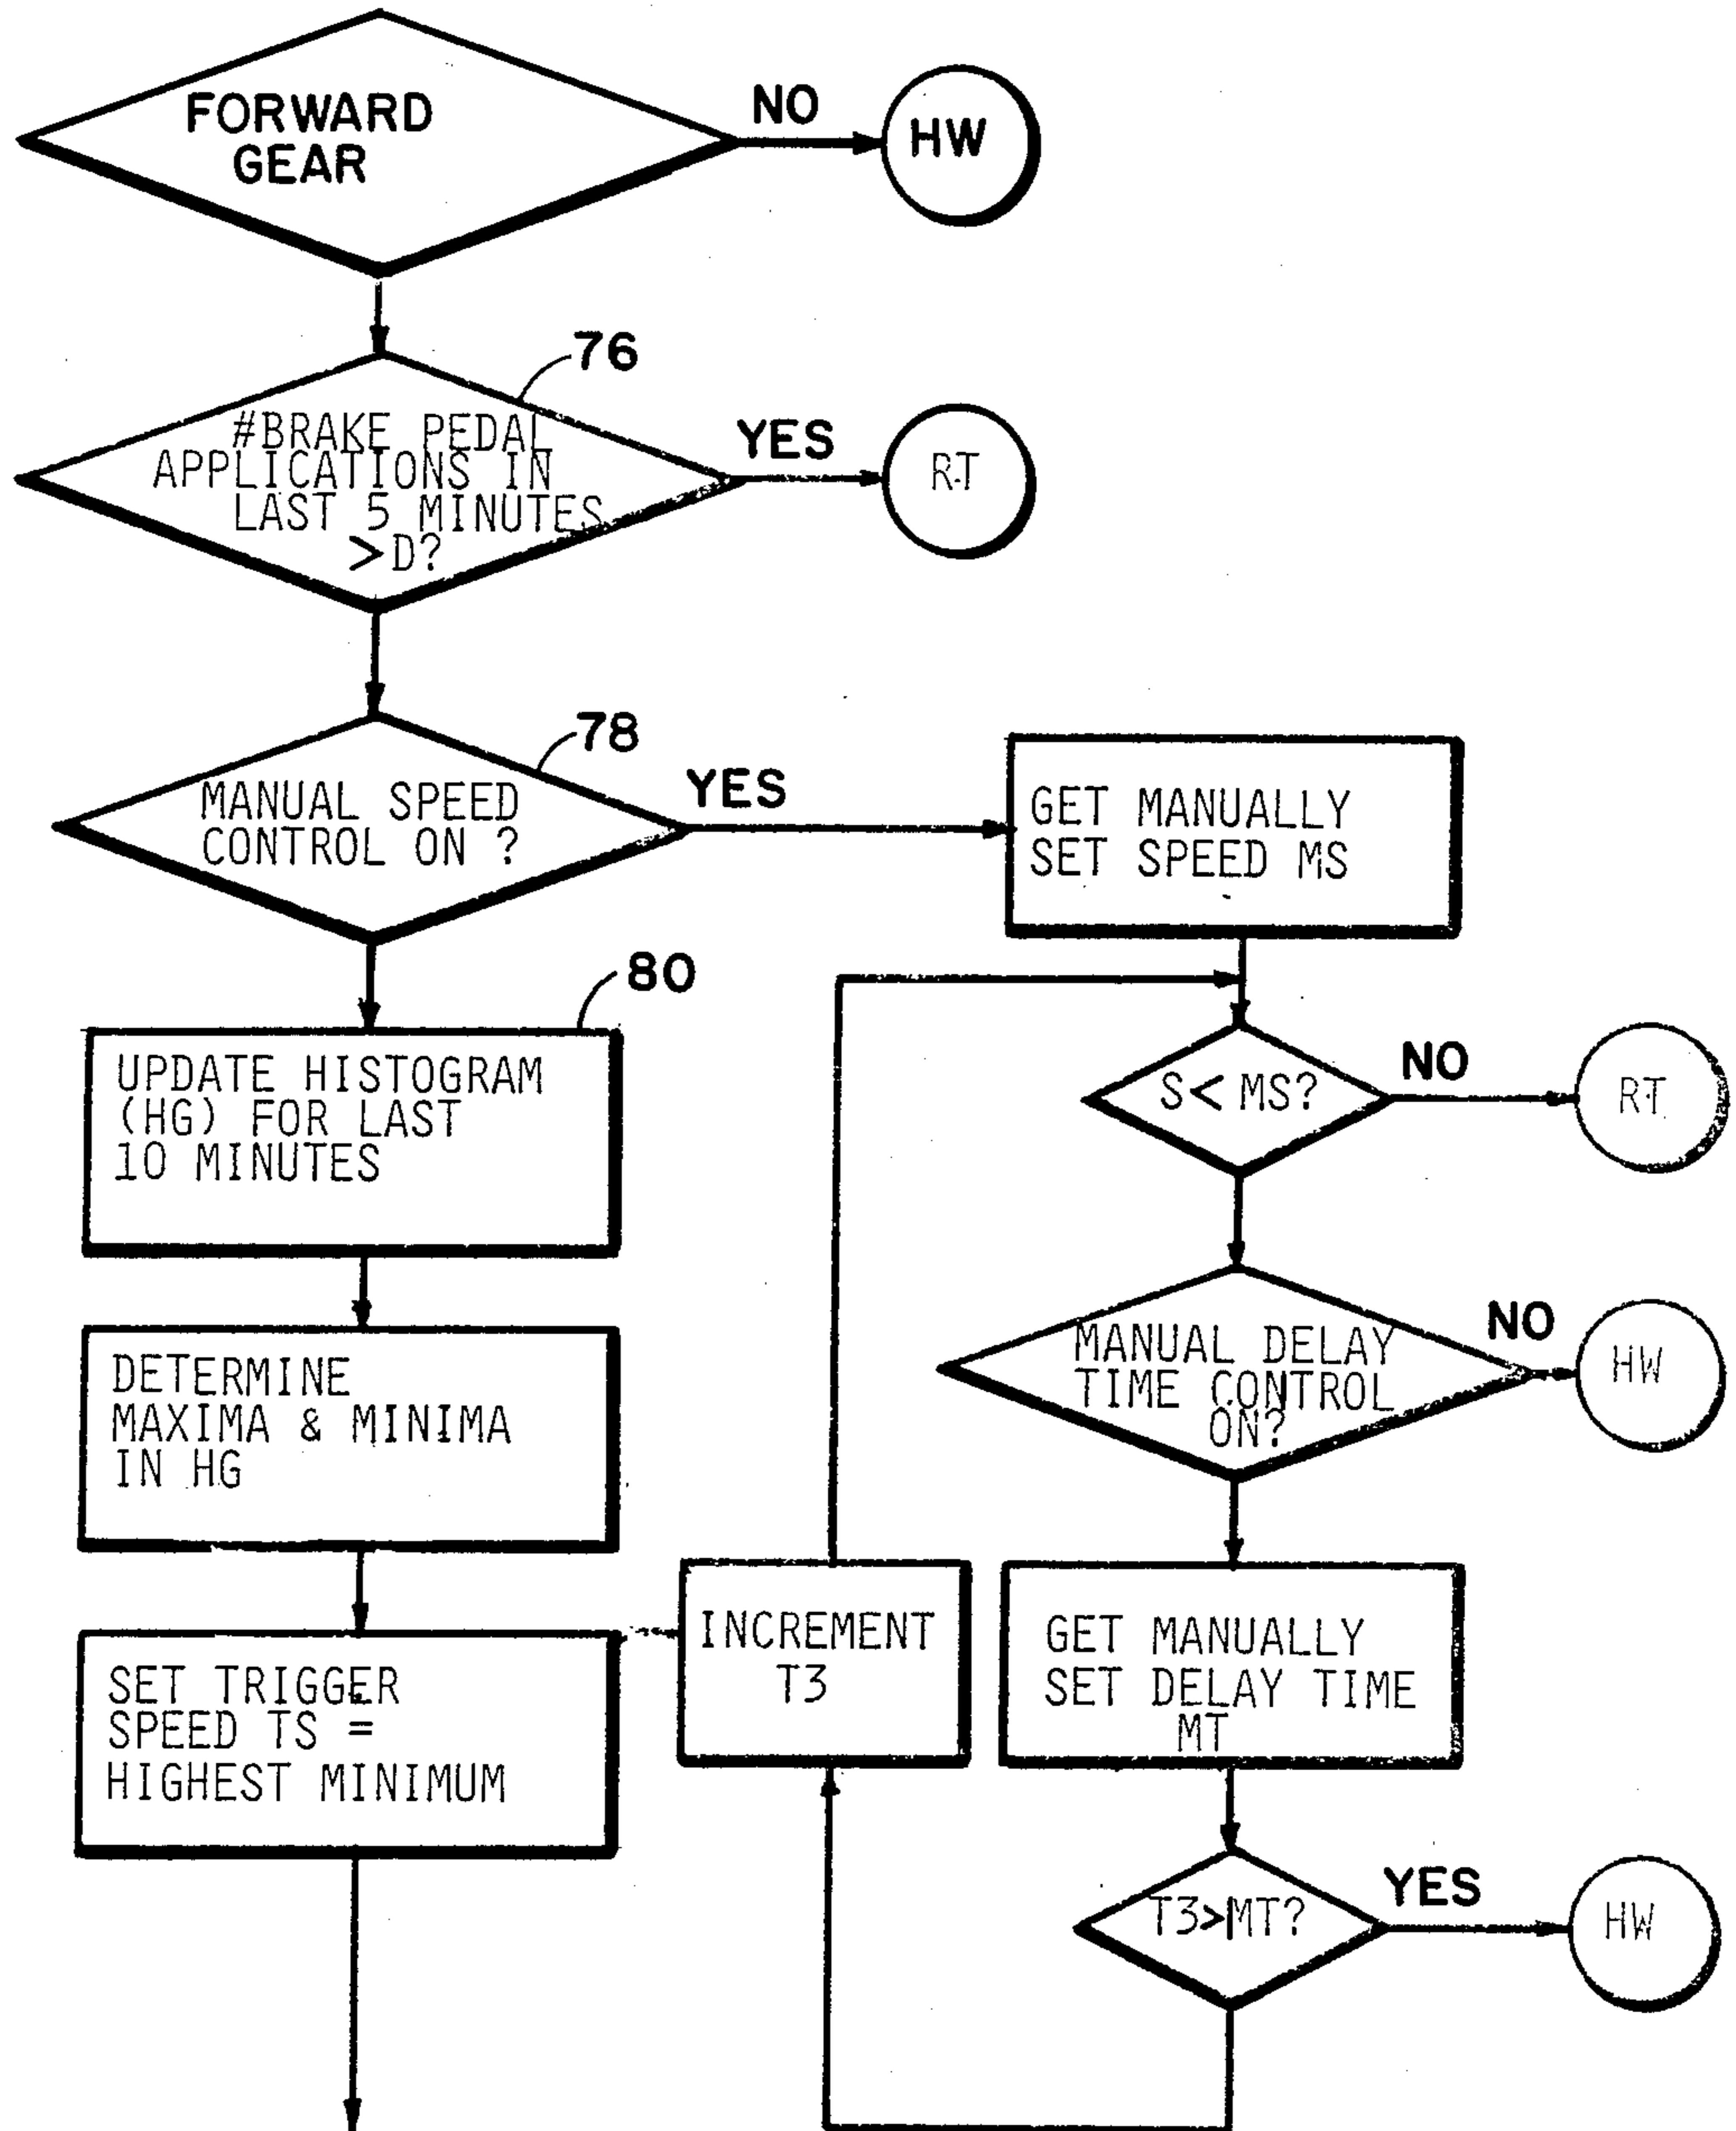 FORWARD
GEAR
NO
HW
76
#BRAKE PEDAL
APPLICATIONS IN
LAST 5 MINUTES
>D?
YES
RT
78
MANUAL SPEED
CONTROL ON ?
YES
GET MANUALLY
SET SPEED MS
80
UPDATE HISTOGRAM
(HG) FOR LAST
10 MINUTES
S< MS?
NO
RT
DETERMINE
MAXIMA & MINIMA
IN HG
MANUAL DELAY
TIME CONTROL
ON?
NO
HW
SET TRIGGER
SPEED TS =
HIGHEST MINIMUM
INCREMENT
T3
GET MANUALLY
SET DELAY TIME
MT
T3>MT?
YES
HW